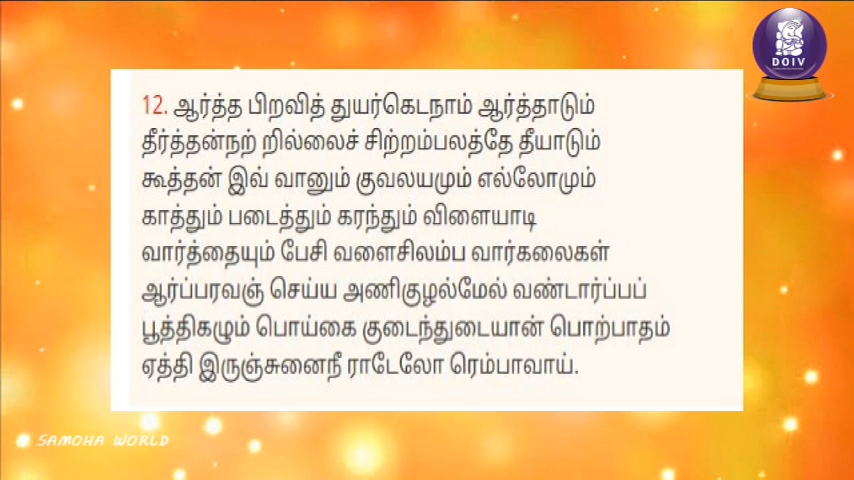 DOIV
12. ஆர்த்த பிறவித் துயர்கெடநாம் ஆர்த்தாடும்
தீர்த்தன்நற் றில்லைச் சிற்றம்பலத்தே தீயாடும்
கூத்தன் இவ் வானும் குவலயமும் எல்லோமும்
காத்தும் படைத்தும் கரந்தும் விளையாடி
வார்த்தையும் பேசி வளைசிலம்ப வார்கலைகள்
ஆர்ப்பரவஞ் செய்ய அணிகுழல்மேல் வண்டார்ப்பப்
பூத்திகழும் பொய்கை குடைந்துடையான் பொற்பாதம்
ஏத்தி இருஞ்சுனைநீ ராடேலோ ரெம்பாவாய்.
SAMOHA WORLD